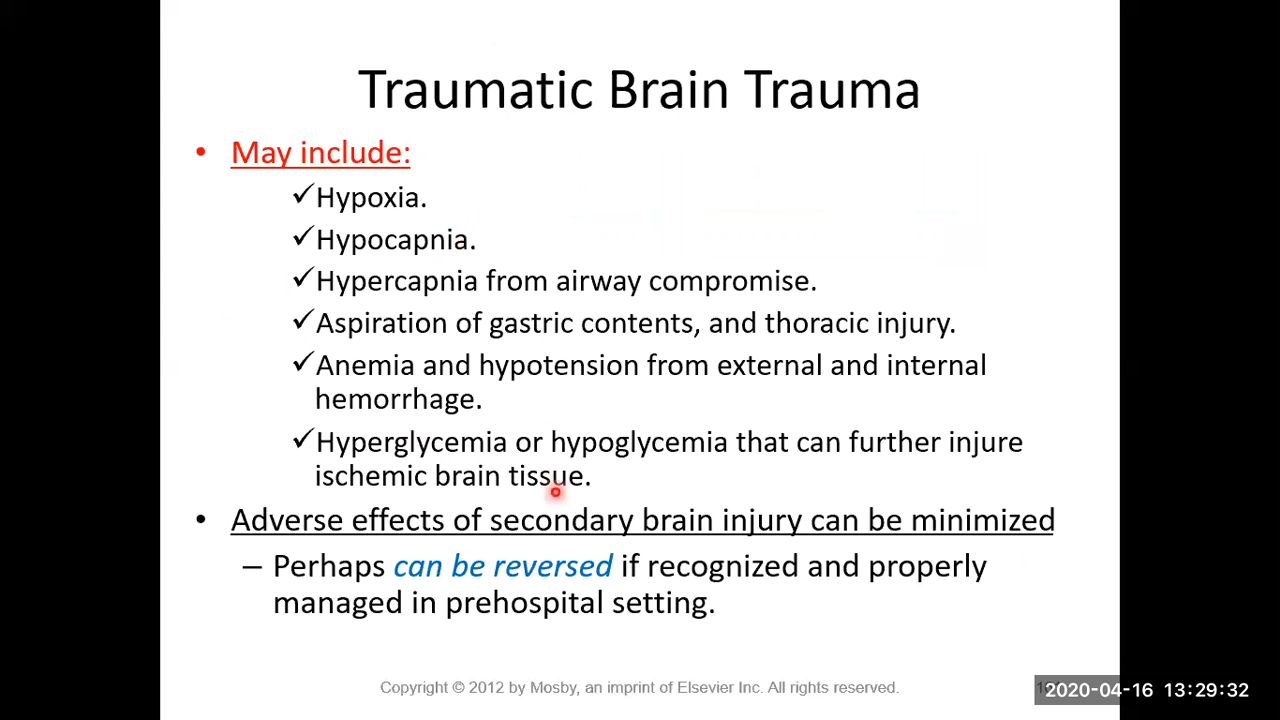 Traumatic Brain Trauma
• May include:
✓Hypoxia.
✓Hypocapnia.
✓Hypercapnia from airway compromise.
✓Aspiration of gastric contents, and thoracic injury.
✓Anemia and hypotension from external and internal
hemorrhage.
✓Hyperglycemia or hypoglycemia that can further injure
ischemic brain tissue.
• Adverse effects of secondary brain injury can be minimized
– Perhaps can be reversed if recognized and properly
managed in prehospital setting.
Copyright © 2012 by Mosby, an imprint of Elsevier Inc. All rights reserved.
2020-04-16 13:29:32